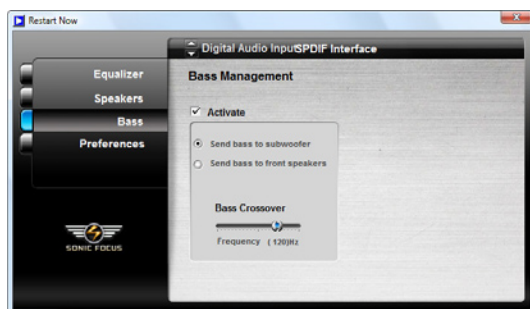 Restart Now
Digital Audio InputSPDIF Interface
Equalizer
Speakers
Bass
Preferences
SONIC FOCUS
Bass Management
Activate
Send bass to subwoofer
Send bass to front speakers
Bass Crossover
Frequency ( 120)Hz